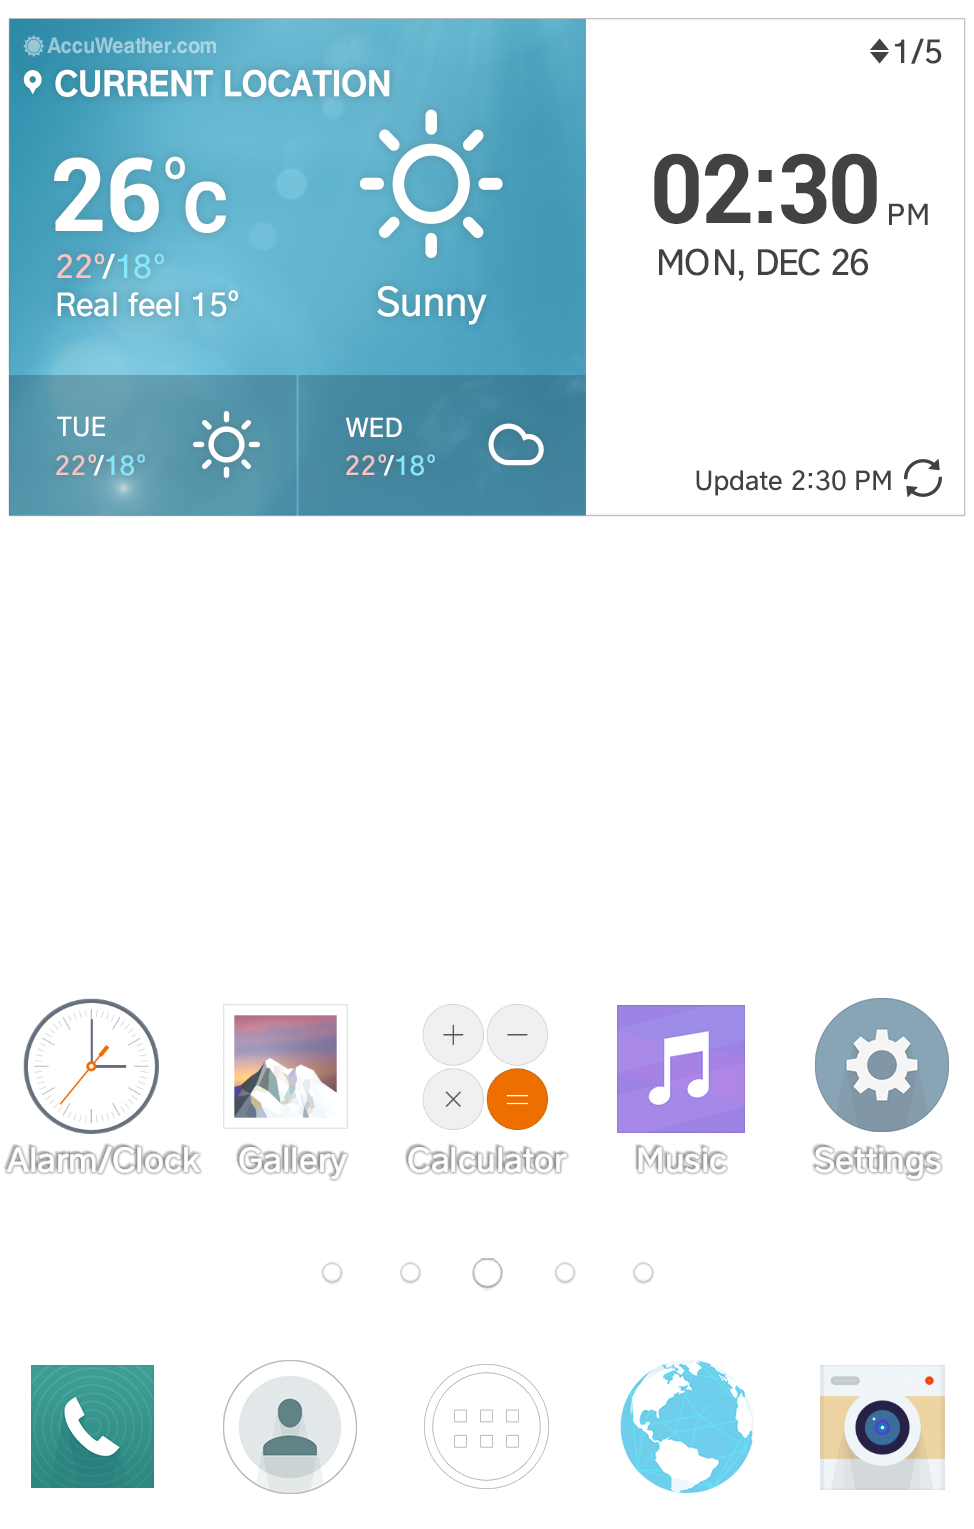 AccuWeather.com
CURRENT LOCATION
1/5
26°C
22°/18°
Real feel 15°
Sunny
02:30 PM
MON, DEC 26
TUE
22°/18°
WED
22°/18°
Update 2:30 PM
Alarm/Clock
Gallery
Calculator
Music
Settings